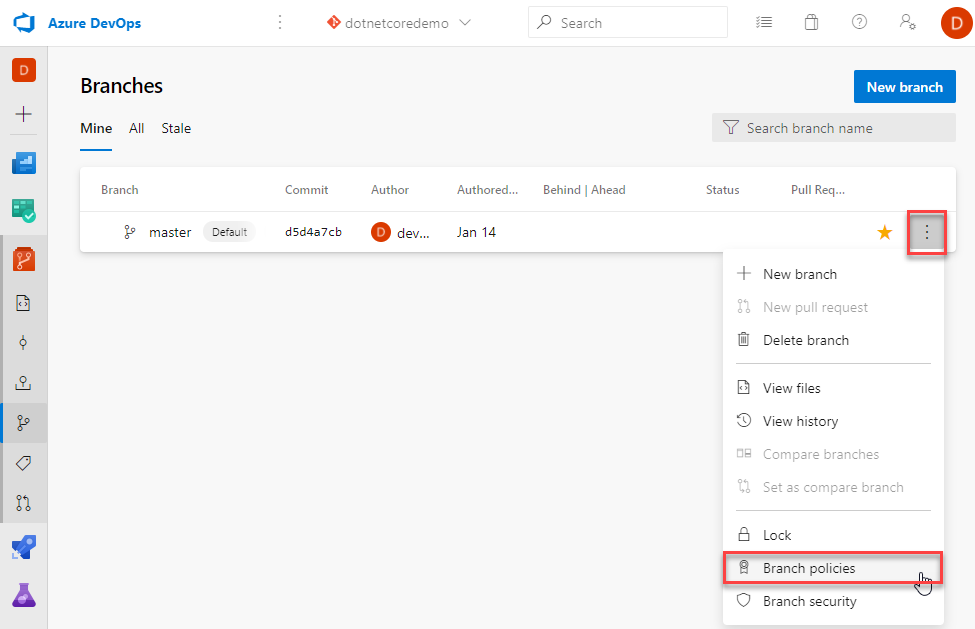 Azure DevOps dotnetcoredemo Search D
D
Branches
New branch
Mine All Stale
Search branch name
Branch Commit Author Authored... Behind | Ahead Status Pull Req...
master Default d5d4a7cb D dev... Jan 14
New branch
New pull request
Delete branch
View files
View history
Compare branches
Set as compare branch
Lock
Branch policies
Branch security